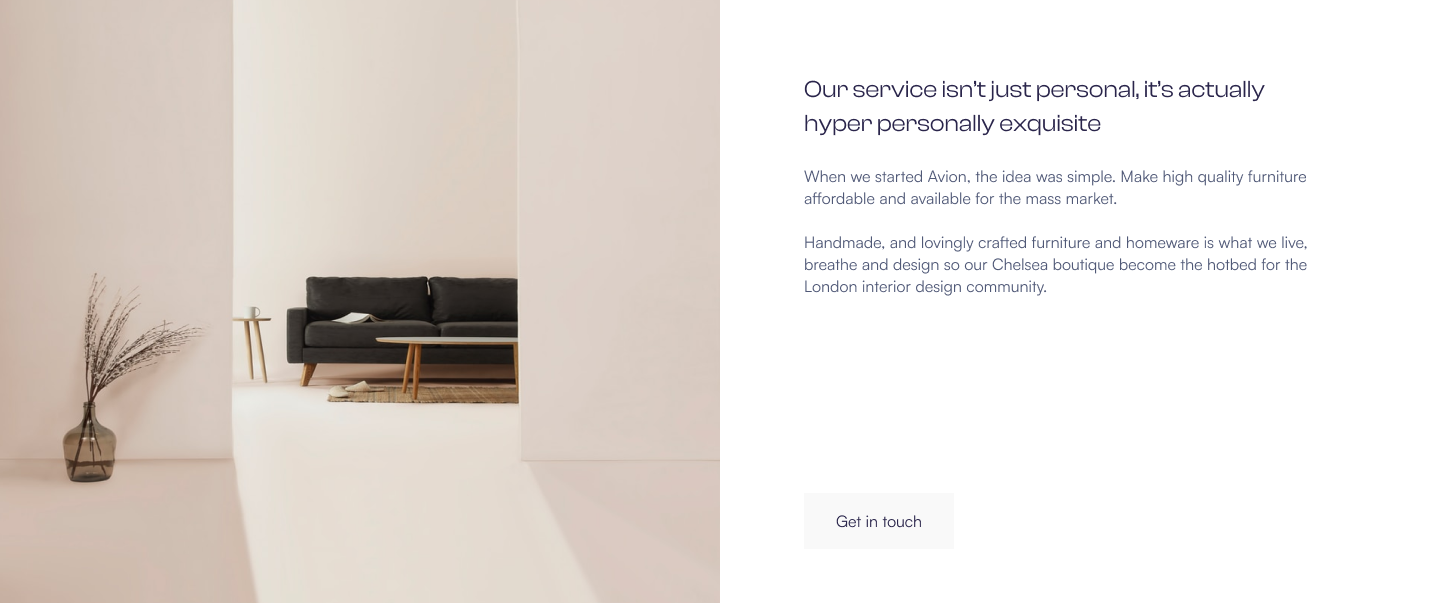 Our service isn't just personal, it's actually
hyper personally exquisite
When we started Avion, the idea was simple. Make high quality furniture
affordable and available for the mass market.
Handmade, and lovingly crafted furniture and homeware is what we live,
breathe and design so our Chelsea boutique become the hotbed for the
London interior design community.
Get in touch